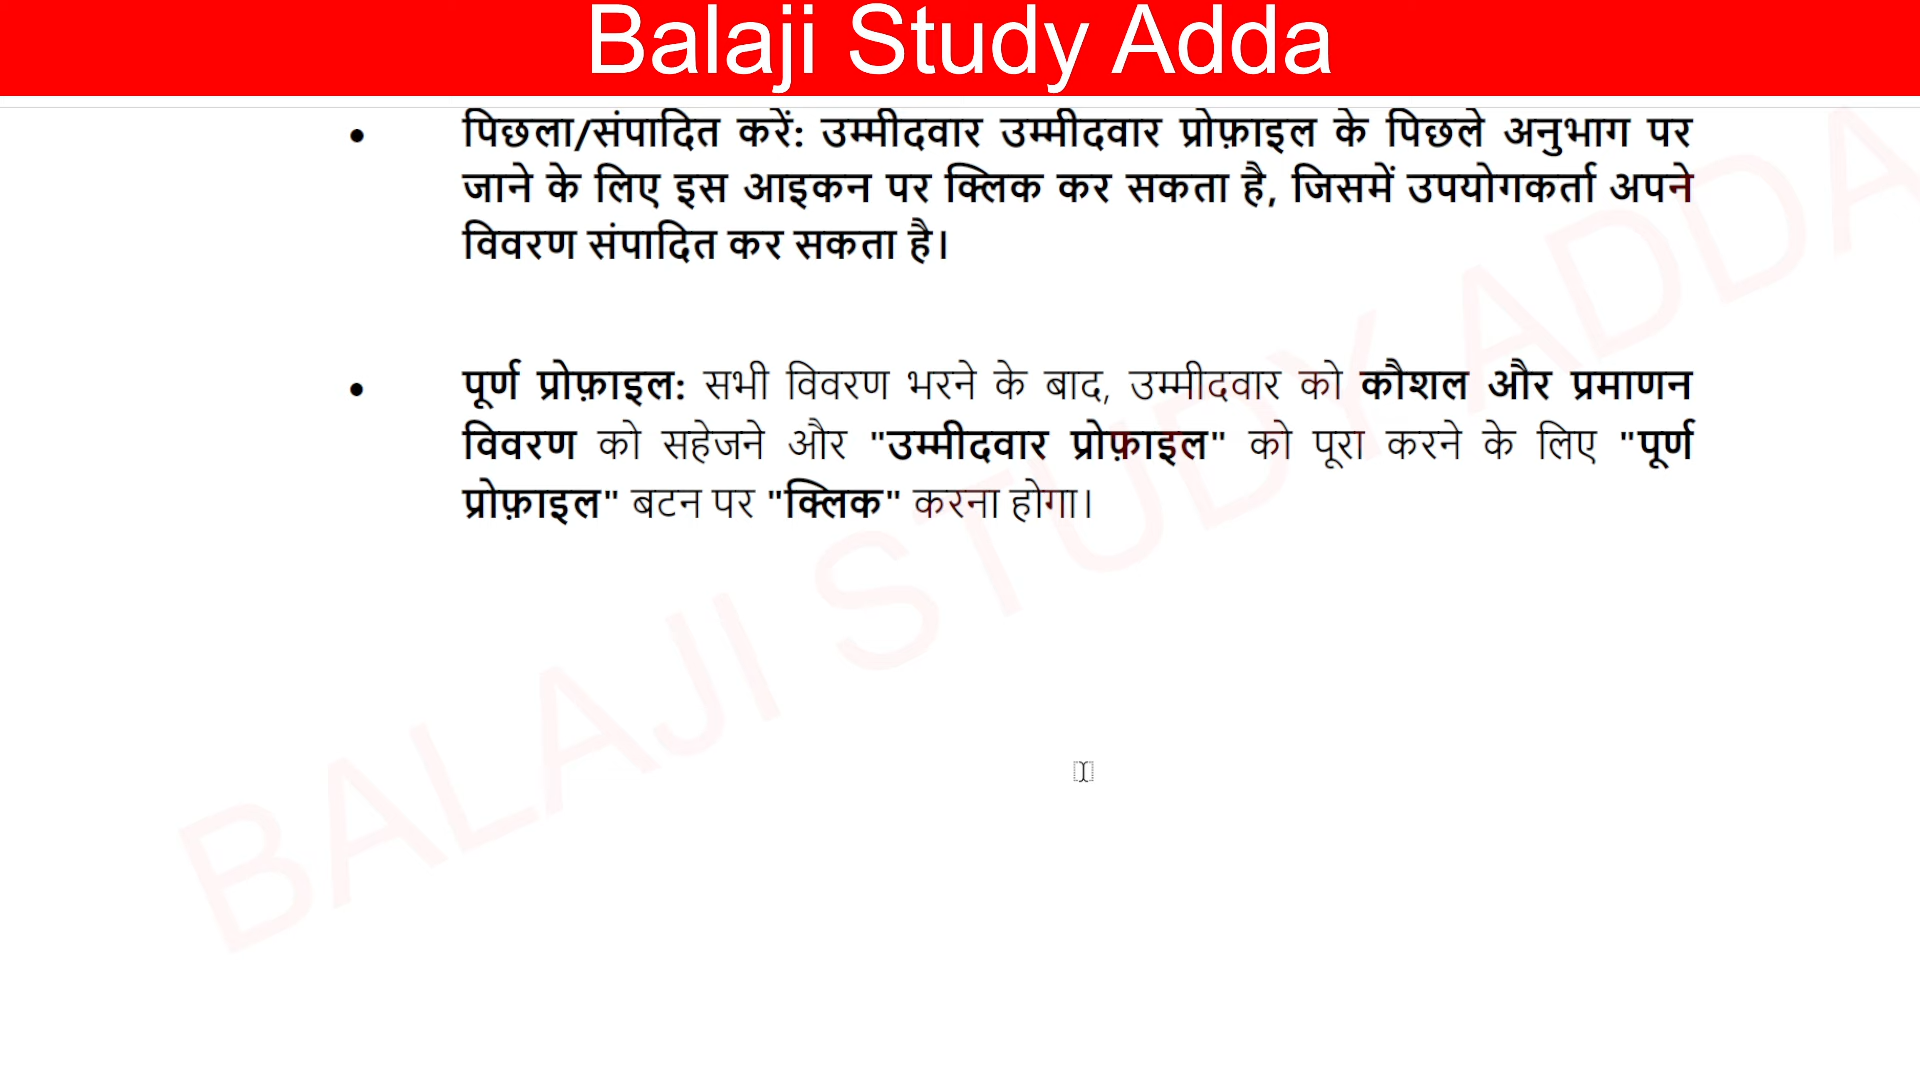 Balaji Study Adda
• पिछला/संपादित करें: उम्मीदवार उम्मीदवार प्रोफ़ाइल के पिछले अनुभाग पर
जाने के लिए इस आइकन पर क्लिक कर सकता है, जिसमें उपयोगकर्ता अपने
विवरण संपादित कर सकता है।
• पूर्ण प्रोफ़ाइल: सभी विवरण भरने के बाद, उम्मीदवार को कौशल और प्रमाणन
विवरण को सहेजने और "उम्मीदवार प्रोफ़ाइल" को पूरा करने के लिए "पूर्ण
प्रोफ़ाइल" बटन पर "क्लिक" करना होगा।
BALAJI STUDY ADDA